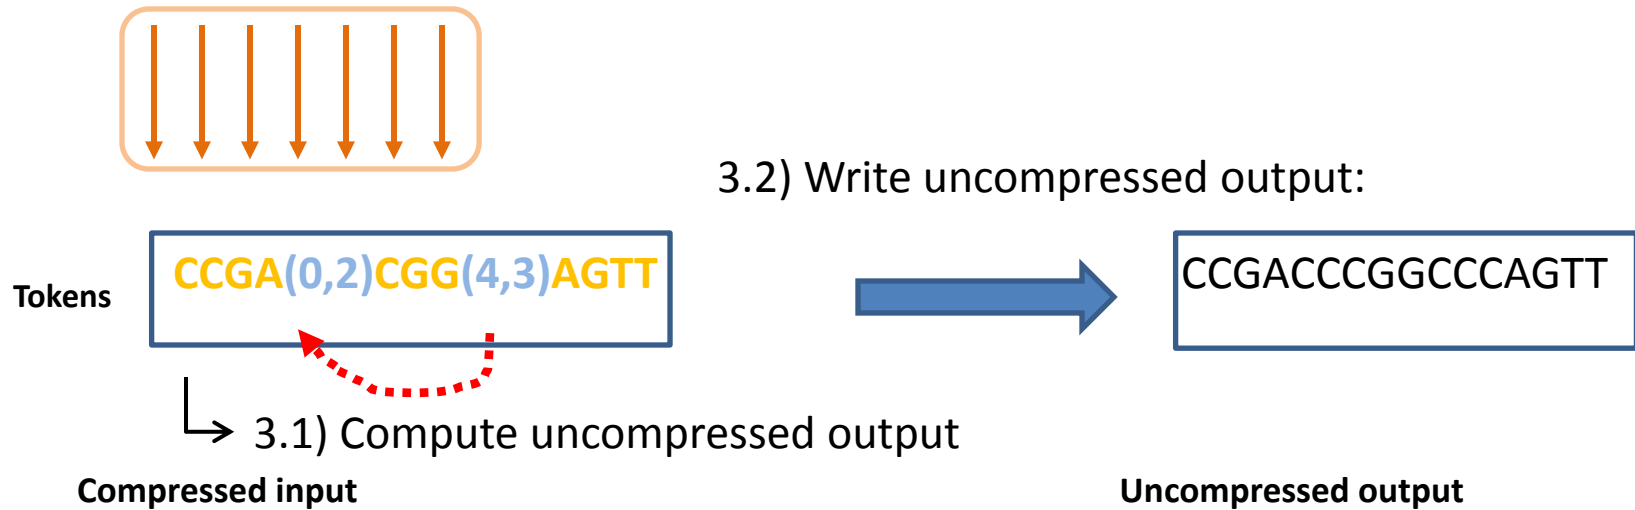 3.2) Write uncompressed output:
Tokens
CCGA(0,2)CGG(4,3)AGTT
CCGACCCGGCCCAGTT
3.1) Compute uncompressed output
Compressed input
Uncompressed output